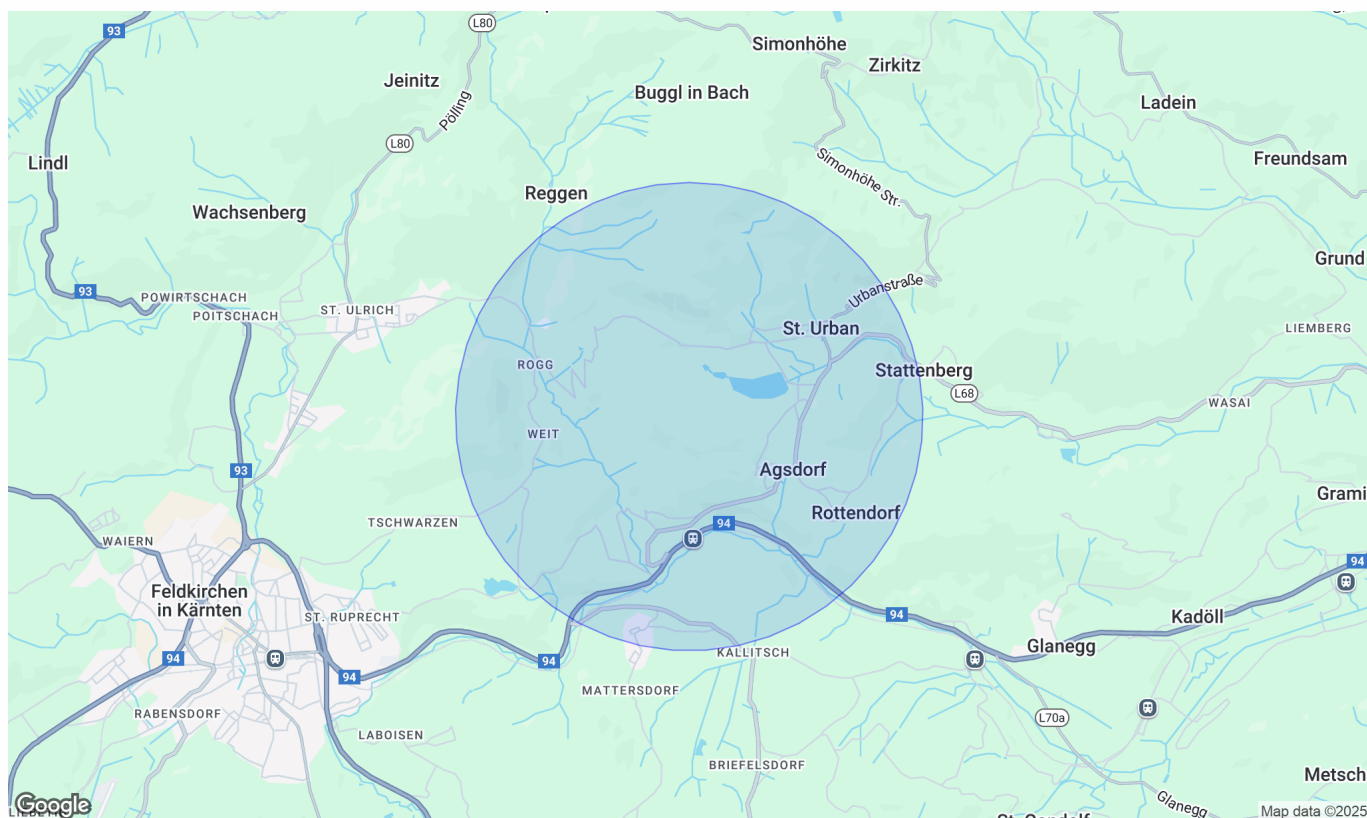 L80
93
Simonhöhe
Zirkitz
Jeinitz
Buggl in Bach
Ladein
Pölling
L80
Lindl
Freundsam
Simonhöhe Str.
Reggen
Wachsenberg
Grund
93
POWIRTSCHACH
Urbanstraße
ST. ULRICH
POITSCHACH
St. Urban
LIEMBERG
ROGG
Stattenberg
L68
WASAI
WEIT
93
Agsdorf
Grami
Rottendorf
TSCHWARZEN
94
WAIERN
94
Feldkirchen
in Kärnten
ST. RUPRECHT
94
Kadöll
Glanegg
KALLITSCH
94
94
94
MATTERSDORF
RABENSDORF
L70a
LABOISEN
BRIEFELSDORF
Metsch
Glanegg
Google
Map data ©2025